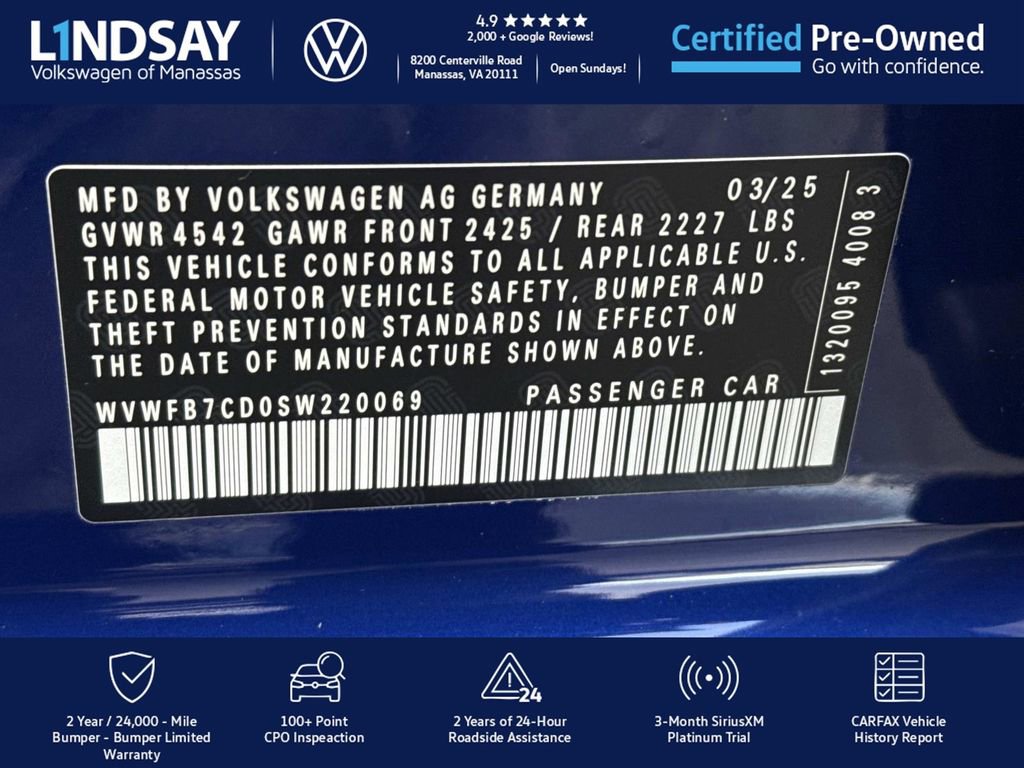 L1NDSAY
Volkswagen of Manassas
4.9
2,000 + Google Reviews!
8200 Centerville Road
Manassas, VA 20111
Open Sundays!
Certified Pre-Owned
Go with confidence.
MFD BY VOLKSWAGEN AG GERMANY 03/25
GVWR 4542 GAWR FRONT 2425 / REAR 2227 LBS
THIS VEHICLE CONFORMS TO ALL APPLICABLE U.S.
FEDERAL MOTOR VEHICLE SAFETY, BUMPER AND
THEFT PREVENTION STANDARDS IN EFFECT ON
THE DATE OF MANUFACTURE SHOWN ABOVE.
WVWFB7CD0SW220069 PASSENGER CAR
1320095 4008 3
24
2 Year / 24,000 - Mile
Bumper - Bumper Limited
Warranty
100+ Point
CPO Inspeaction
2 Years of 24-Hour
Roadside Assistance
3-Month SiriusXM
Platinum Trial
CARFAX Vehicle
History Report